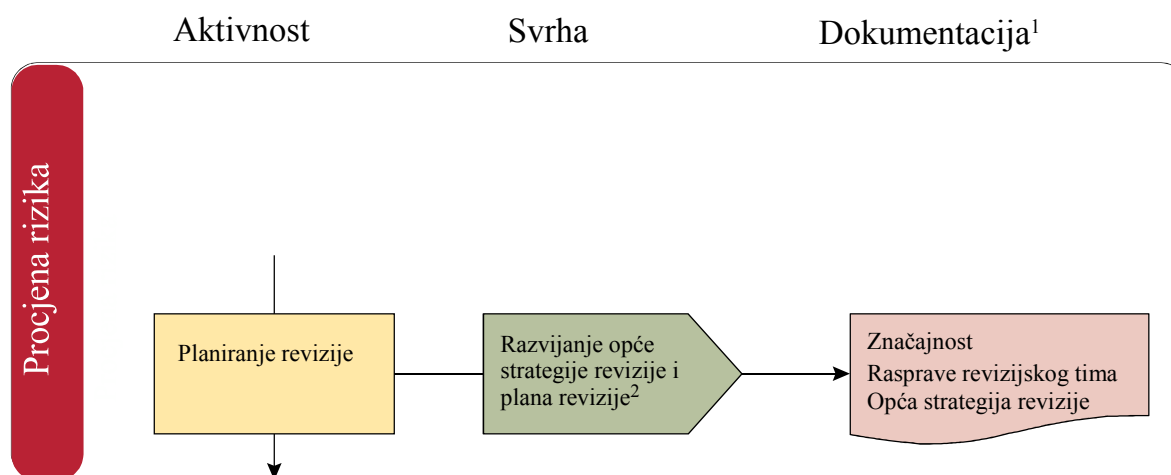 Aktivnost
Svrha
Dokumentacija¹
Procjena rizika
Planiranje revizije
Razvijanje opće
strategije revizije i
plana revizije²
Značajnost
Rasprave revizijskog tima
Opća strategija revizije